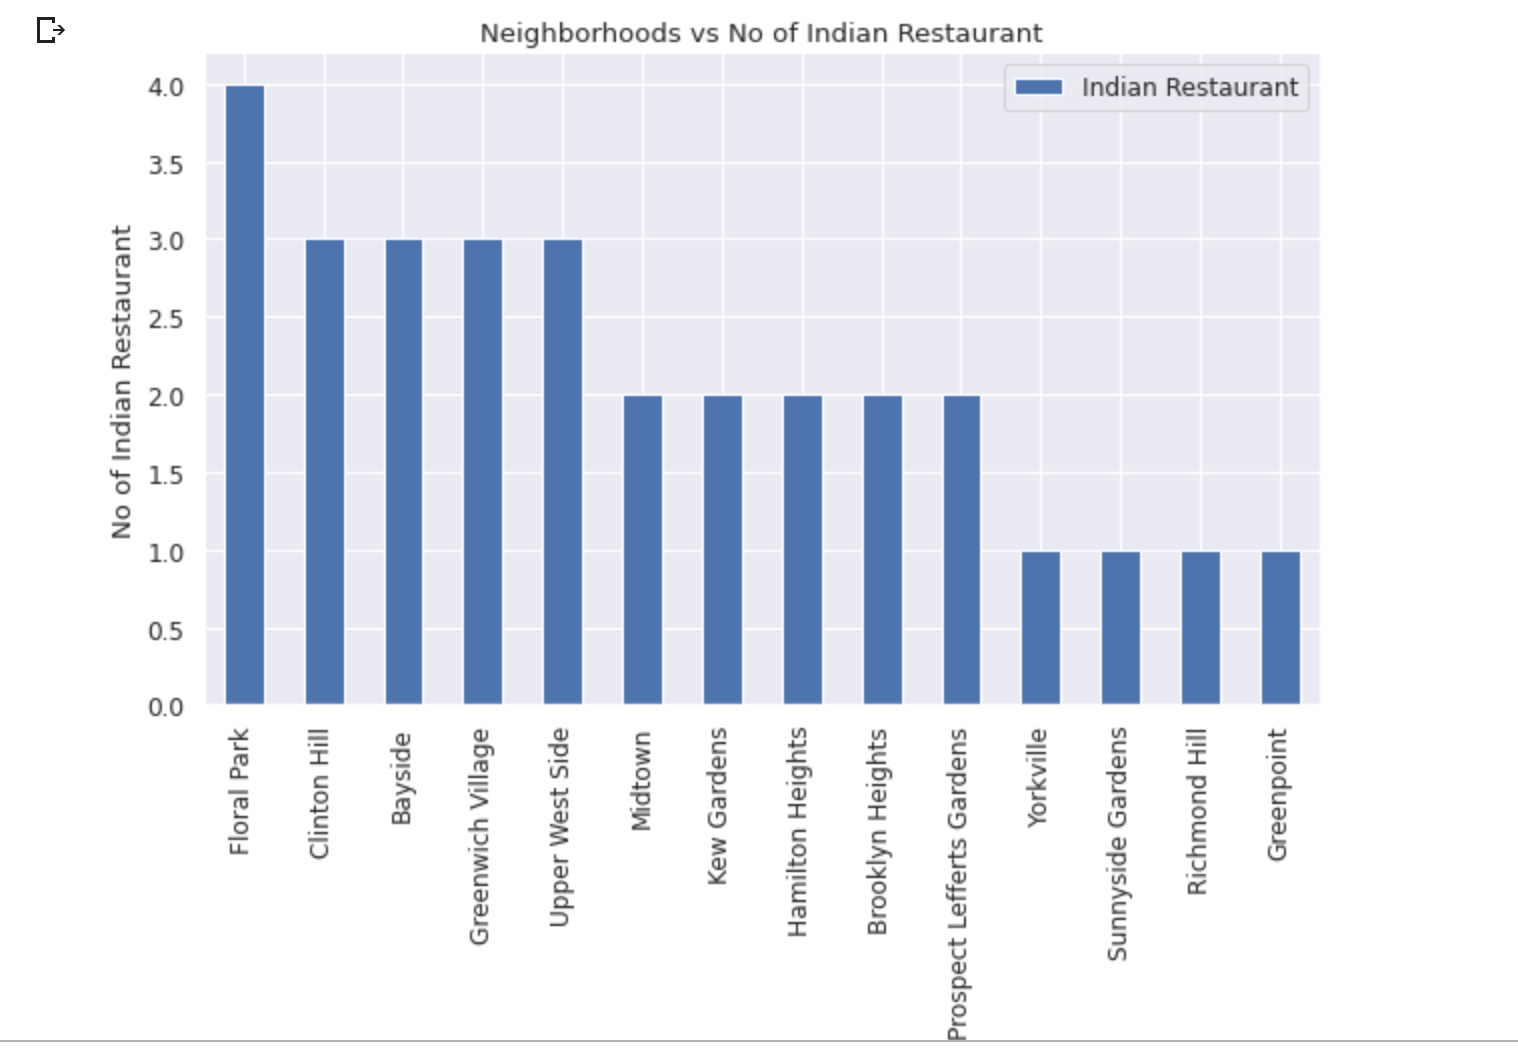 Neighborhoods vs No of Indian Restaurant
Indian Restaurant
No of Indian Restaurant
4.0
3.5
3.0
2.5
2.0
1.5
1.0
0.5
0.0
Floral Park
Clinton Hill
Bayside
Greenwich Village
Upper West Side
Midtown
Kew Gardens
Hamilton Heights
Brooklyn Heights
Prospect Lefferts Gardens
Yorkville
Sunnyside Gardens
Richmond Hill
Greenpoint